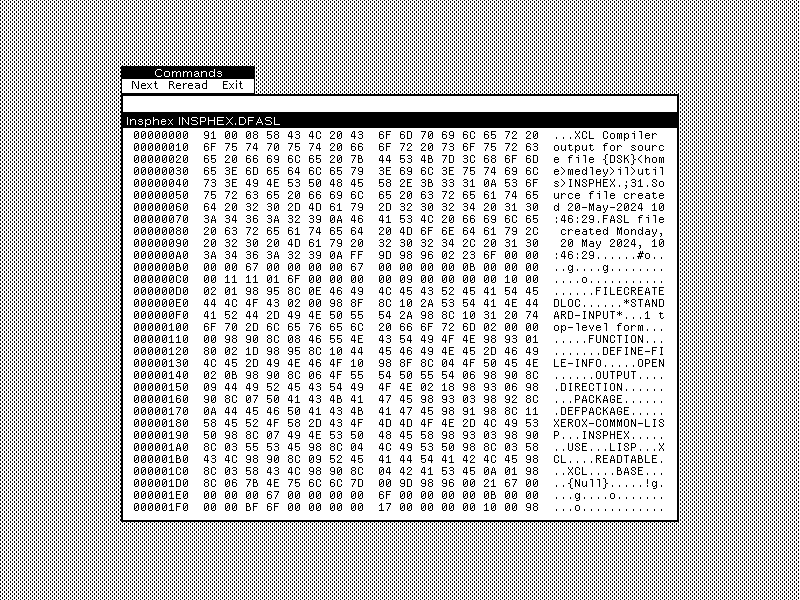 Commands
Next Reread Exit
Insphex INSPHEX.DFASL
00000000 91 00 08 58 43 4C 20 43 6F 6D 70 69 6C 65 72 20 ...XCL Compiler
00000010 6F 75 74 70 75 74 20 66 6F 72 20 73 6F 75 72 63 output for sourc
00000020 65 20 66 69 6C 65 20 7B 44 53 4B 7D 3C 68 6F 6D e file {DSK}<hom
00000030 65 3E 6D 65 64 6C 65 79 3E 69 6C 3E 75 74 69 6C e>medley>il>util
00000040 73 3E 49 4E 53 50 48 45 58 2E 3B 33 31 0A 53 6F s>INSPHEX.;31.So
00000050 75 72 63 65 20 66 69 6C 65 20 63 72 65 61 74 65 urce file create
00000060 64 20 32 30 2D 4D 61 79 2D 32 30 32 34 20 31 30 d 20-May-2024 10
00000070 3A 34 36 3A 32 39 0A 46 41 53 4C 20 66 69 6C 65 :46:29.FASL file
00000080 20 63 72 65 61 74 65 64 20 4D 6F 6E 64 61 79 2C created Monday,
00000090 20 32 30 20 4D 61 79 20 32 30 32 34 2C 20 31 30 20 May 2024, 10
000000A0 3A 34 36 3A 32 39 0A FF 9D 98 96 02 23 6F 00 00 :46:29......#o..
000000B0 00 00 67 00 00 00 00 67 00 00 00 00 0B 00 00 00 ..g....g........
000000C0 00 11 11 01 6F 00 00 00 00 09 00 00 00 00 10 00 ....o...........
000000D0 02 01 98 95 8C 0E 46 49 4C 45 43 52 45 41 54 45 ......FILECREATE
000000E0 44 4C 4F 43 02 00 98 8F 8C 10 2A 53 54 41 4E 44 DLOC......*STAND
000000F0 41 52 44 2D 49 4E 50 55 54 2A 98 8C 10 31 20 74 ARD-INPUT*...1 t
00000100 6F 70 2D 6C 65 76 65 6C 20 66 6F 72 6D 02 00 00 op-level form...
00000110 00 98 90 8C 08 46 55 4E 43 54 49 4F 4E 98 93 01 .....FUNCTION...
00000120 80 02 1D 98 95 8C 10 44 45 46 49 4E 45 2D 46 49 .......DEFINE-FI
00000130 4C 45 2D 49 4E 46 4F 10 98 8F 8C 04 4F 50 45 4E LE-INFO.....OPEN
00000140 02 0B 98 90 8C 06 4F 55 54 50 55 54 06 98 90 8C ......OUTPUT....
00000150 09 44 49 52 45 43 54 49 4F 4E 02 18 98 93 06 98 .DIRECTION......
00000160 90 8C 07 50 41 43 4B 41 47 45 98 93 03 98 92 8C ...PACKAGE......
00000170 0A 44 45 46 50 41 43 4B 41 47 45 98 91 98 8C 11 .DEFPACKAGE.....
00000180 58 45 52 4F 58 2D 43 4F 4D 4D 4F 4E 2D 4C 49 53 XEROX-COMMON-LIS
00000190 50 98 8C 07 49 4E 53 50 48 45 58 98 93 03 98 90 P...INSPHEX.....
000001A0 8C 03 55 53 45 98 8C 04 4C 49 53 50 98 8C 03 58 ..USE...LISP...X
000001B0 43 4C 98 90 8C 09 52 45 41 44 54 41 42 4C 45 98 CL....READTABLE.
000001C0 8C 03 58 43 4C 98 90 8C 04 42 41 53 45 0A 01 98 ..XCL....BASE...
000001D0 8C 06 7B 4E 75 6C 6C 7D 00 9D 98 96 00 21 67 00 ..{Null}.....!g.
000001E0 00 00 00 67 00 00 00 00 6F 00 00 00 00 0B 00 00 ...g....o.......
000001F0 00 00 BF 6F 00 00 00 00 17 00 00 00 00 10 00 98 ...o............